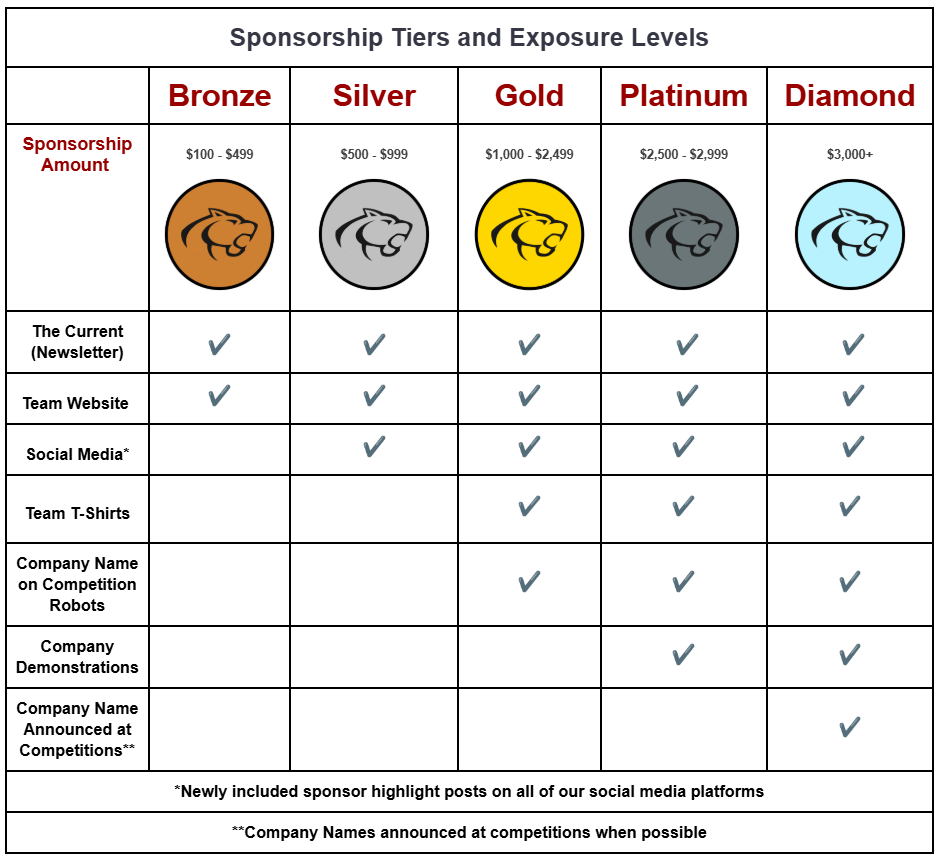 Sponsorship Tiers and Exposure Levels
Bronze Silver Gold Platinum Diamond
Sponsorship
Amount
$100 - $499 $500 - $999 $1,000 - $2,499 $2,500 - $2,999 $3,000+
The Current
(Newsletter) ✔ ✔ ✔ ✔ ✔
Team Website ✔ ✔ ✔ ✔ ✔
Social Media* ✔ ✔ ✔ ✔
Team T-Shirts ✔ ✔ ✔
Company Name
on Competition
Robots ✔ ✔ ✔
Company
Demonstrations ✔ ✔
Company Name
Announced at
Competitions** ✔
*Newly included sponsor highlight posts on all of our social media platforms
**Company Names announced at competitions when possible